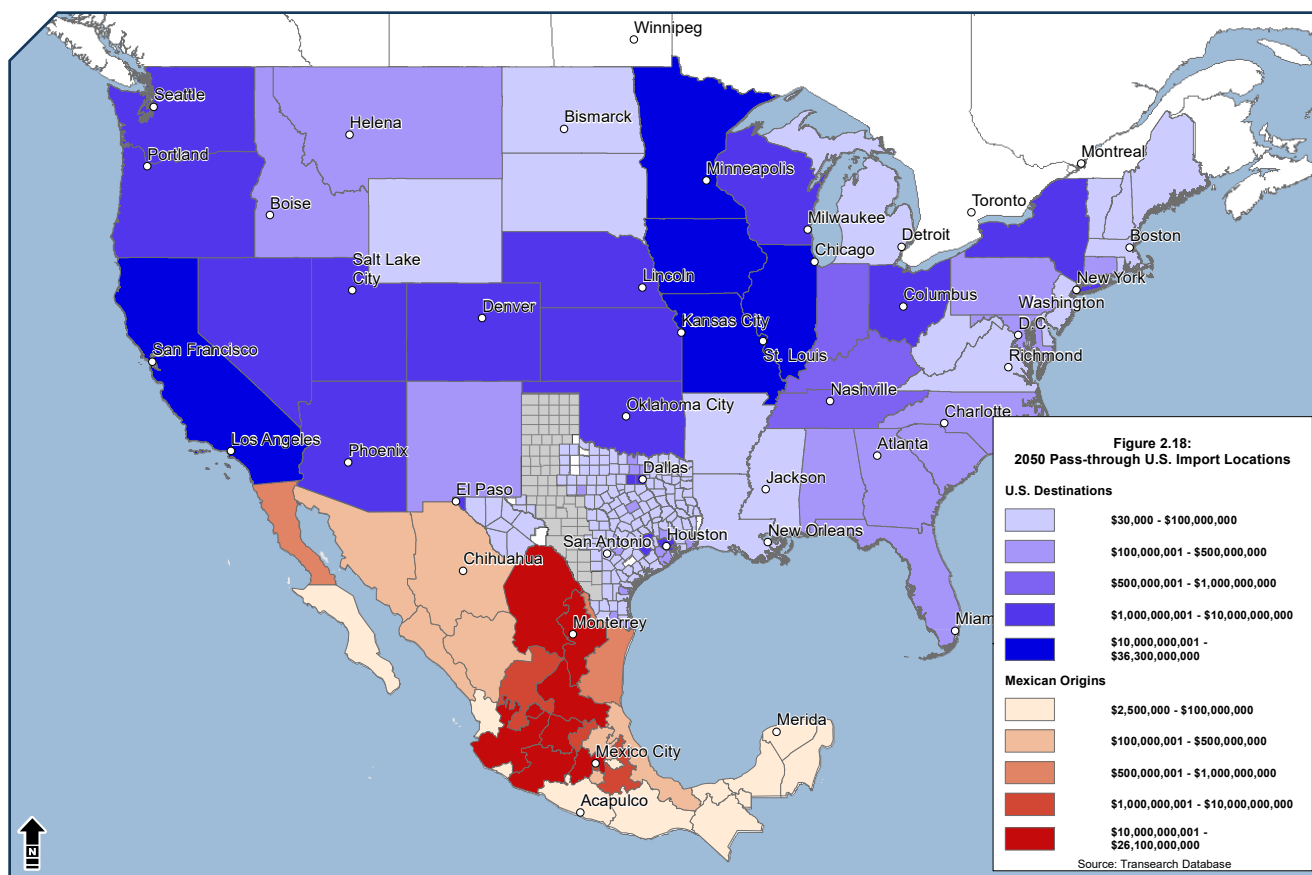 Winnipeg
Seattle
Helena
Bismarck
Portland
Montreal
Minneapolis
Boise
Toronto
Milwaukee
Detroit
Boston
Salt Lake
City
Chicago
Lincoln
New York
Denver
Columbus
Washington
D.C.
Kansas City
San Francisco
St. Louis
Richmond
Nashville
Oklahoma City
Charlotte
Los Angeles
Phoenix
Atlanta
Dallas
Jackson
El Paso
San Antonio
Houston
New Orleans
Chihuahua
Miam
Monterrey
Merida
Mexico City
Acapulco
N
Figure 2.18:
2050 Pass-through U.S. Import Locations
U.S. Destinations
$30,000 - $100,000,000
$100,000,001 - $500,000,000
$500,000,001 - $1,000,000,000
$1,000,000,001 - $10,000,000,000
$10,000,000,001 -
$36,300,000,000
Mexican Origins
$2,500,000 - $100,000,000
$100,000,001 - $500,000,000
$500,000,001 - $1,000,000,000
$1,000,000,001 - $10,000,000,000
$10,000,000,001 -
$26,100,000,000
Source: Transearch Database